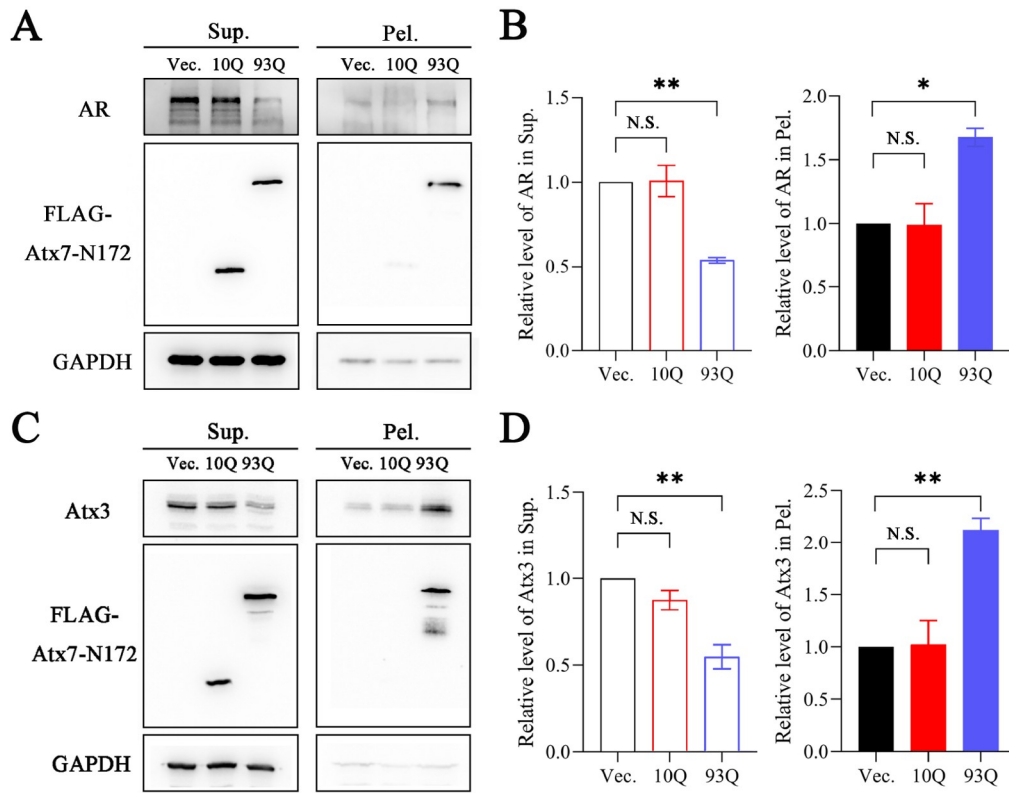 A
Sup. Pel.
Vec. 10Q 93Q Vec. 10Q 93Q
AR
FLAG-
Atx7-N172
GAPDH
B
Relative level of AR in Sup.
1.5
1.0
0.5
0.0
**
N.S.
Vec. 10Q 93Q
Relative level of AR in Pel.
2.0
1.5
1.0
0.5
0.0
*
N.S.
Vec. 10Q 93Q
C
Sup. Pel.
Vec. 10Q 93Q Vec. 10Q 93Q
Atx3
FLAG-
Atx7-N172
GAPDH
D
Relative level of Atx3 in Sup.
1.5
1.0
0.5
0.0
**
N.S.
Vec. 10Q 93Q
Relative level of Atx3 in Pel.
2.5
2.0
1.5
1.0
0.5
0.0
**
N.S.
Vec. 10Q 93Q